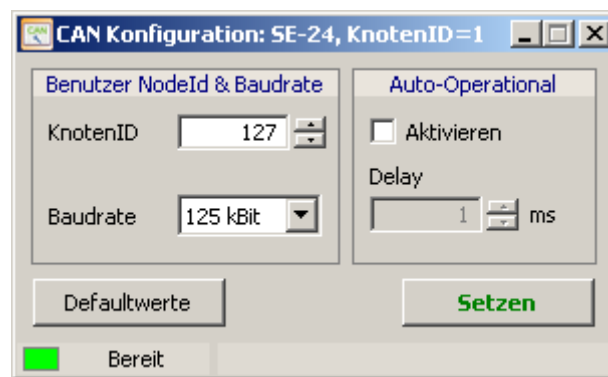 CAN Konfiguration: SE-24, KnotenID=1
Benutzer NodeId & Baudrate
KnotenID 127
Baudrate 125 kBit
Auto-Operational
Aktivieren
Delay
1 ms
Defaultwerte
Setzen
Bereit